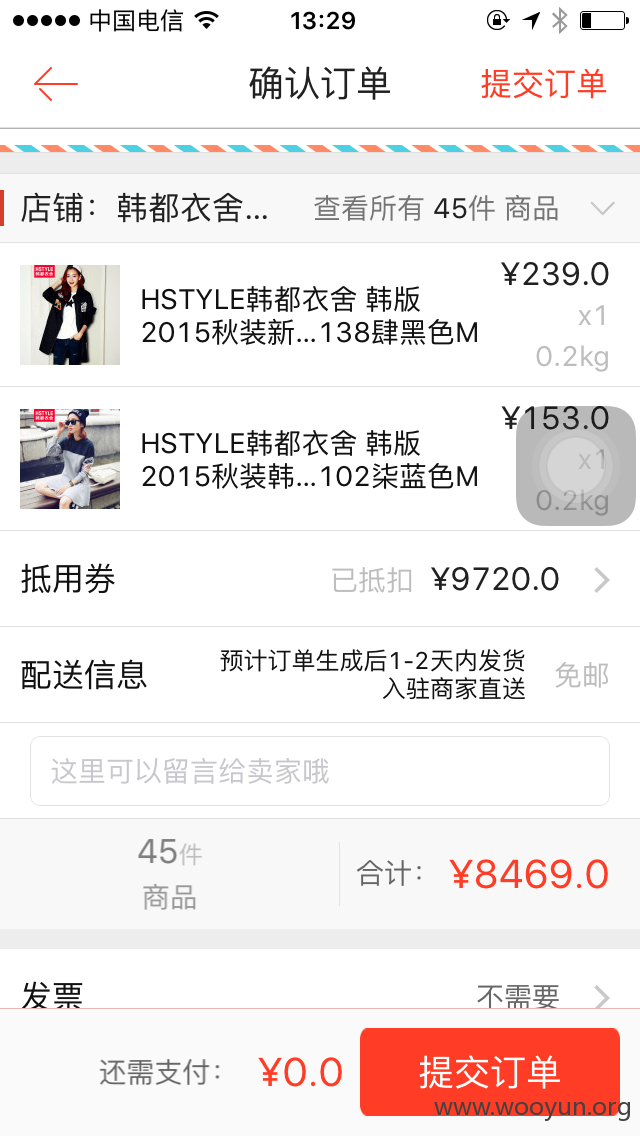 中国电信 13:29
确认订单 提交订单
店铺：韩都衣舍... 查看所有 45件 商品
HSTYLE
韩都衣舍
HSTYLE韩都衣舍 韩版
2015秋装新...138肆黑色M
¥239.0
x1
0.2kg
HSTYLE
韩都衣舍
HSTYLE韩都衣舍 韩版
2015秋装韩...102柒蓝色M
¥153.0
x1
0.2kg
抵用券 已抵扣 ¥9720.0
配送信息 预计订单生成后1-2天内发货 免邮
入驻商家直送
这里可以留言给卖家哦
45件
商品
合计： ¥8469.0
发票 不需要
还需支付： ¥0.0 提交订单
www.wooyun.org